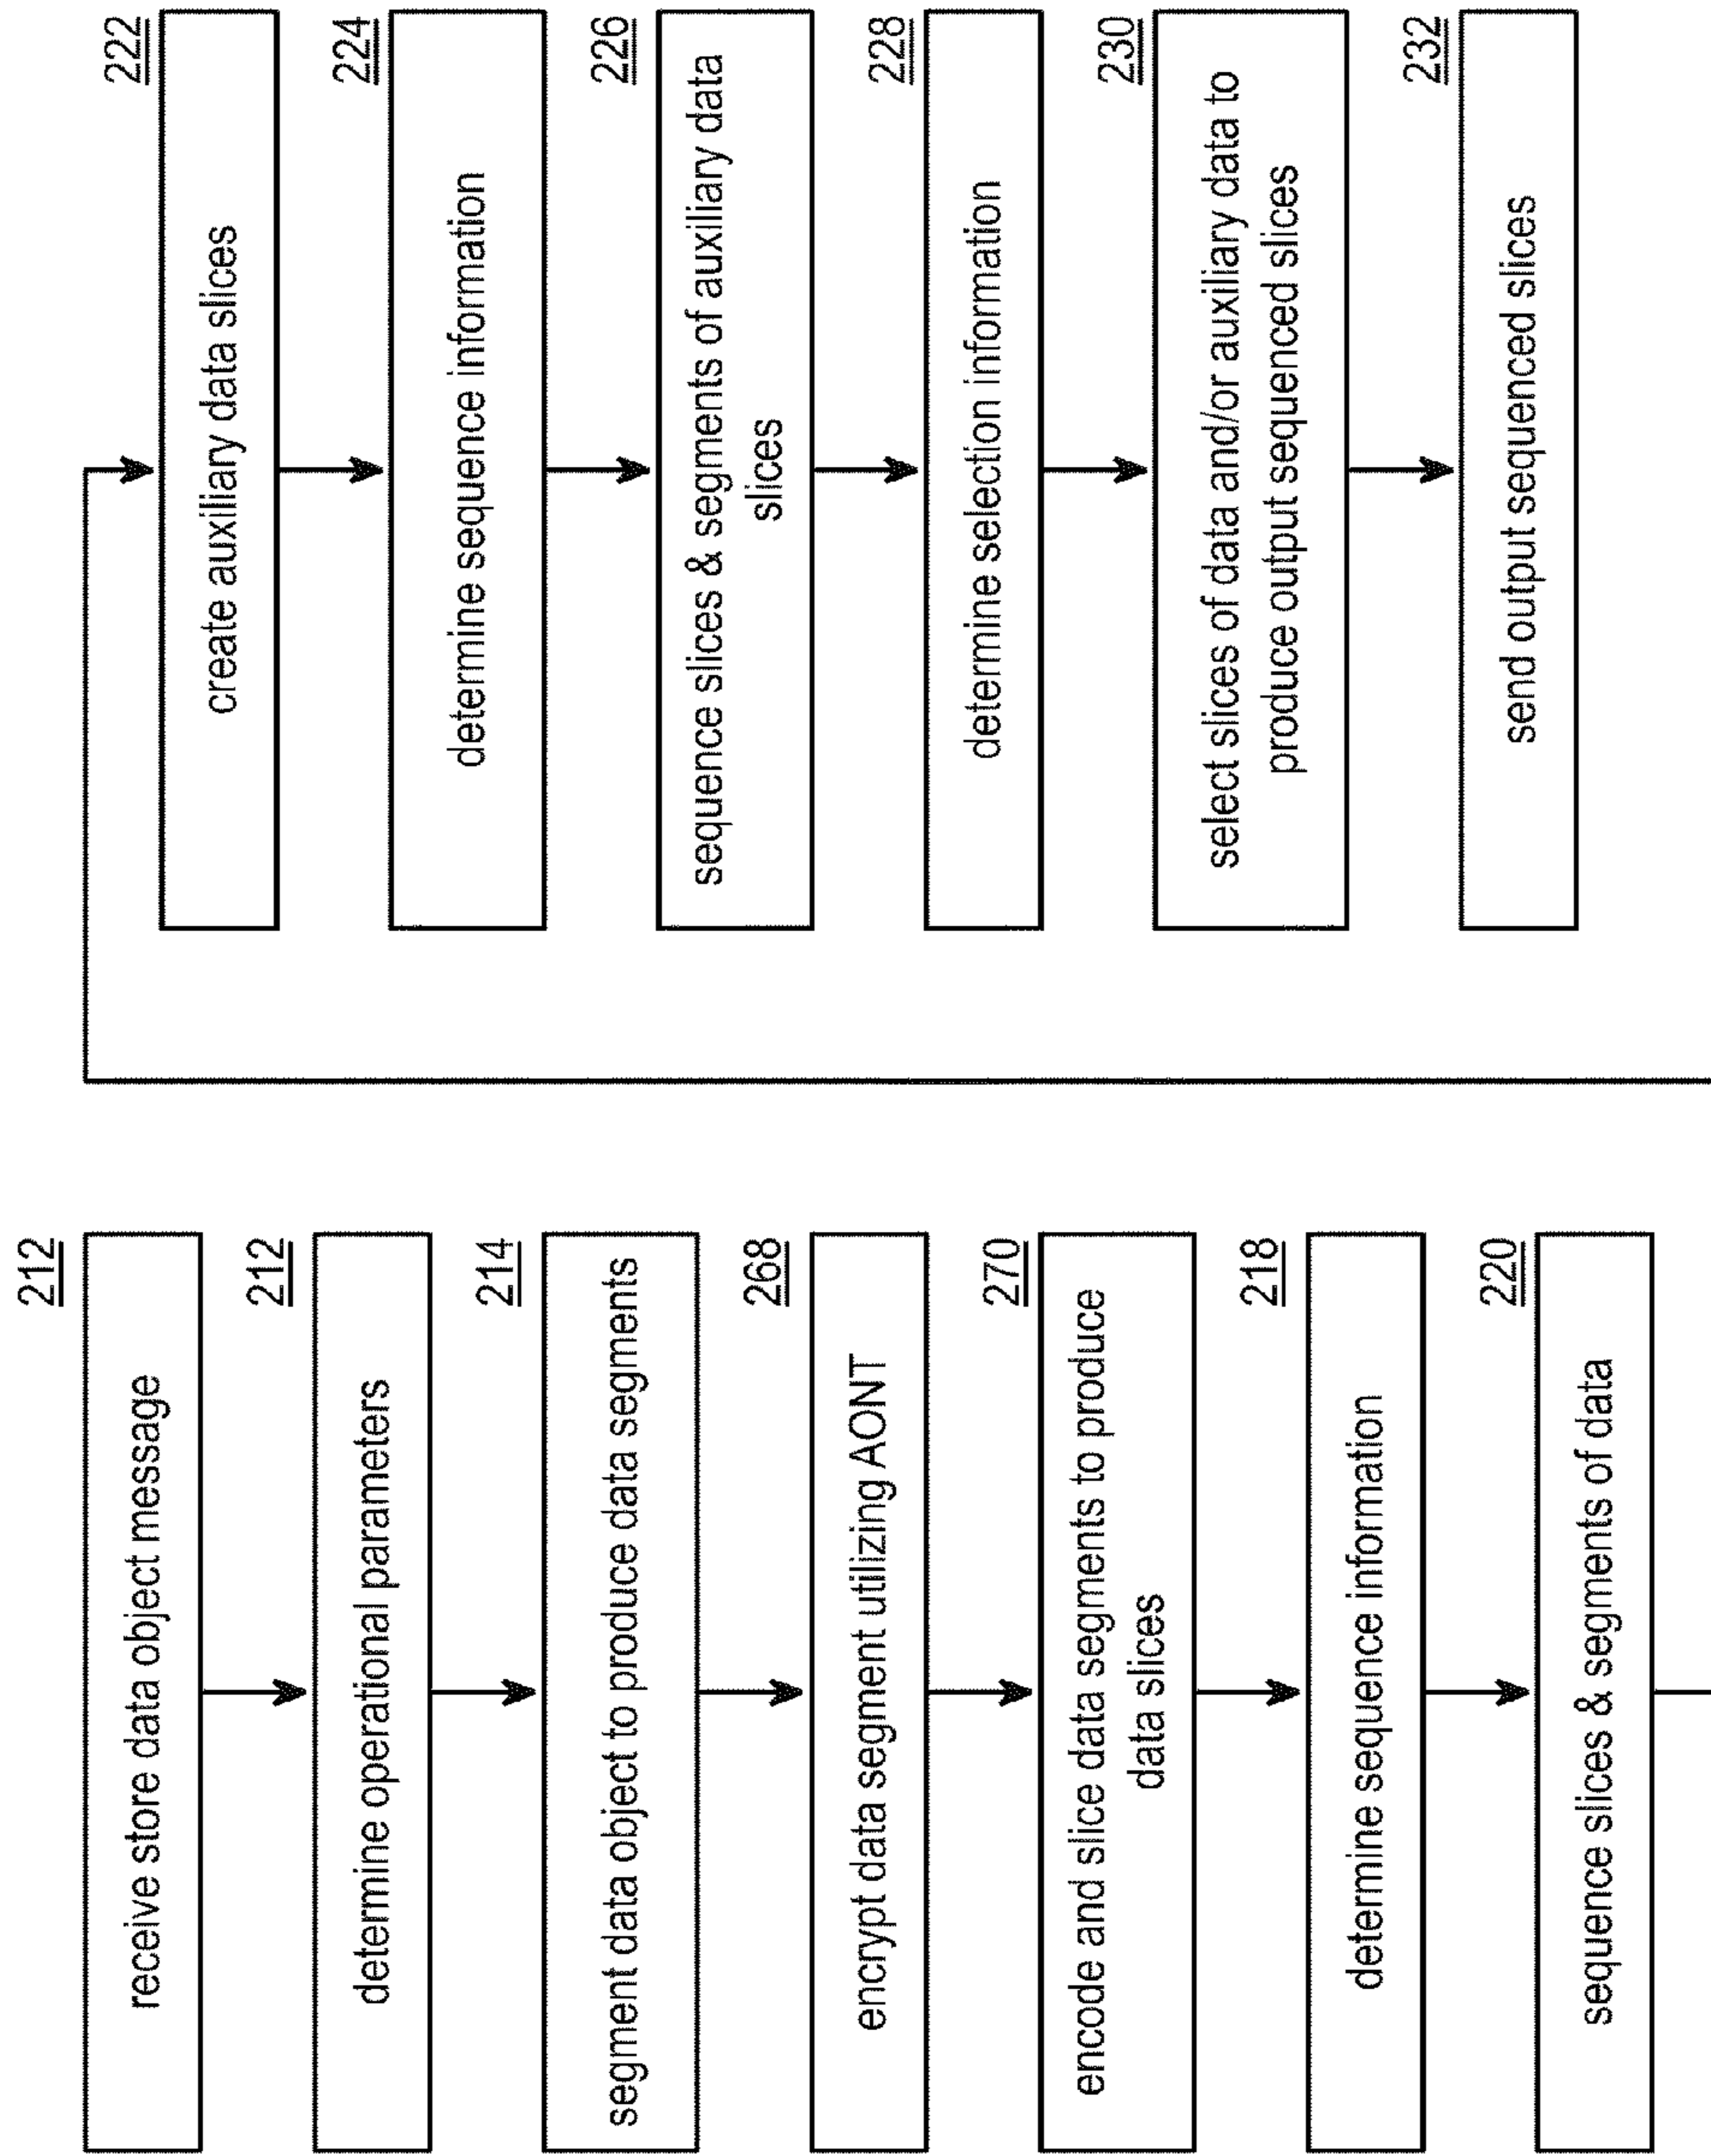 212
receive store data object message
212
determine operational parameters
214
segment data object to produce data segments
268
encrypt data segment utilizing AONT
270
encode and slice data segments to produce
data slices
218
determine sequence information
220
sequence slices & segments of data
222
create auxiliary data slices
224
determine sequence information
226
sequence slices & segments of auxiliary data
slices
228
determine selection information
230
select slices of data and/or auxiliary data to
produce output sequenced slices
232
send output sequenced slices